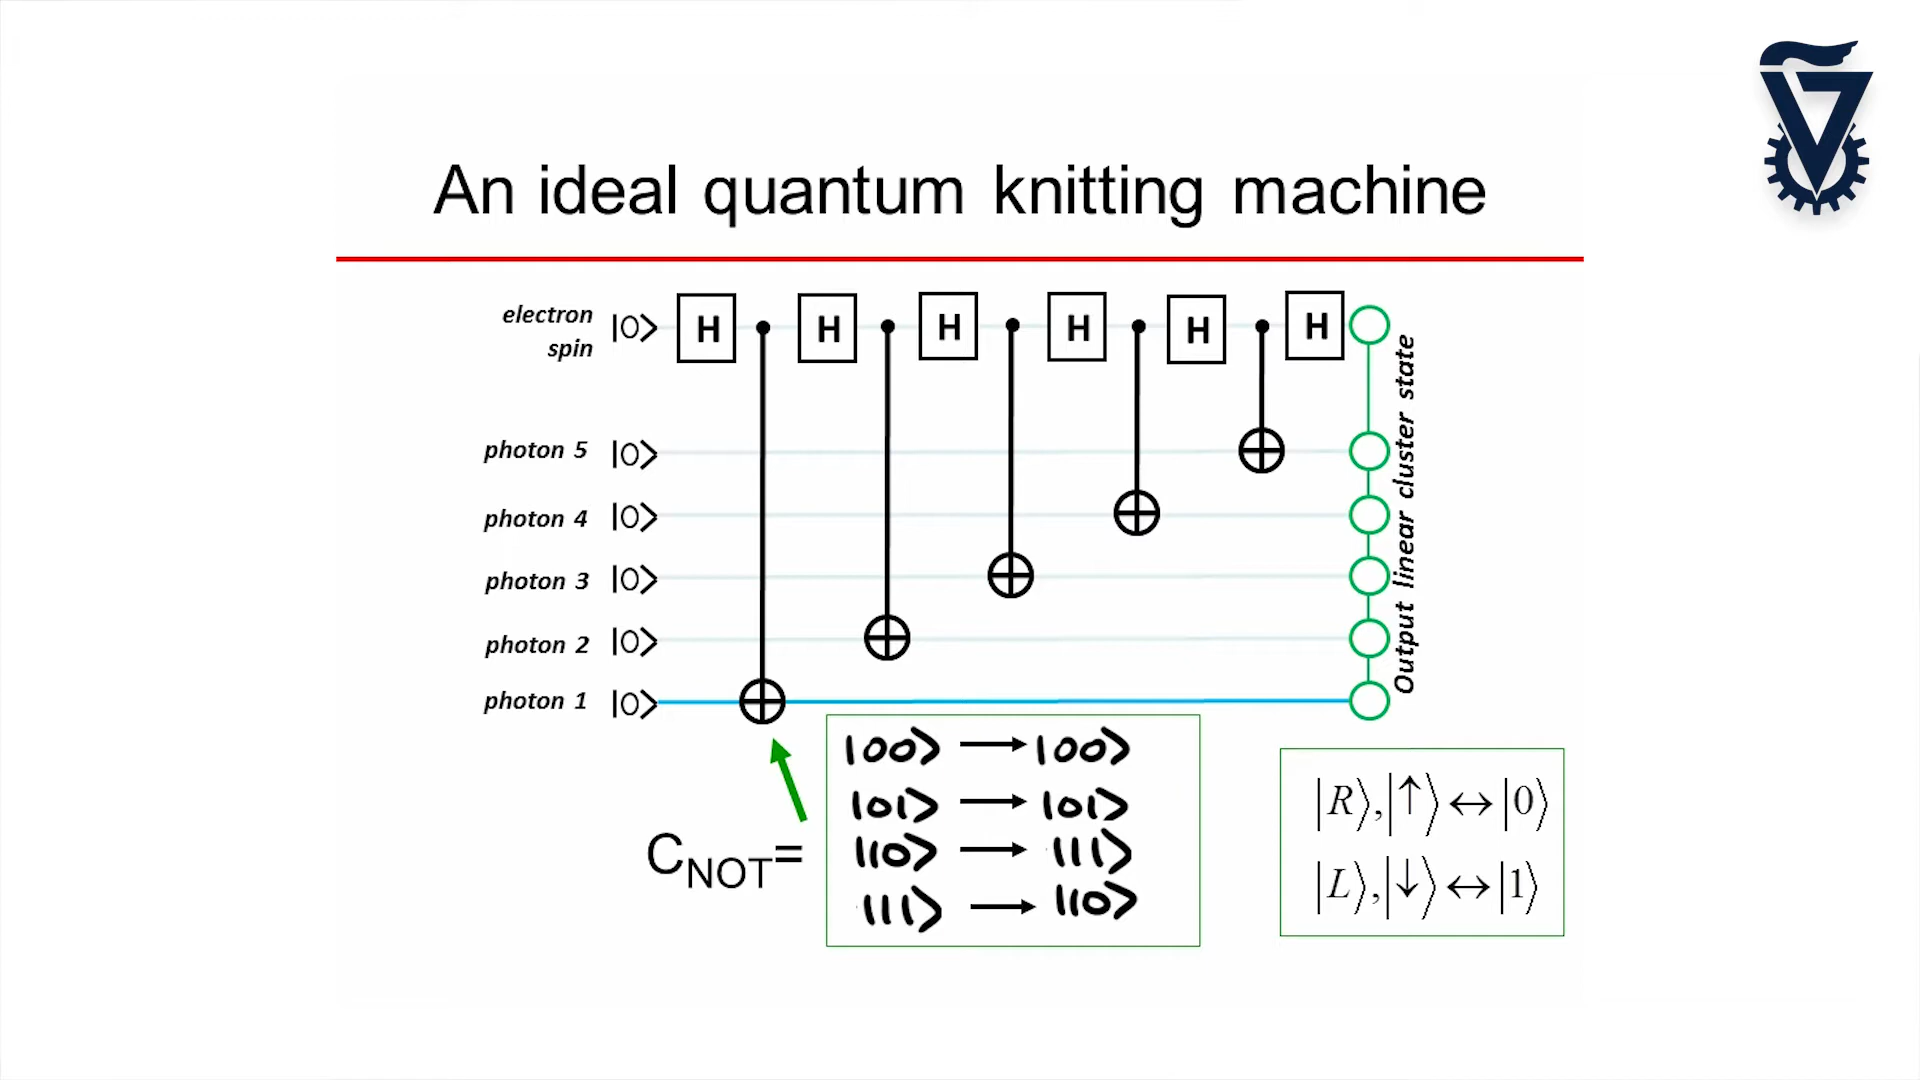 An ideal quantum knitting machine
electron
spin
|0>
H H H H H H
photon 5 |0>
photon 4 |0>
photon 3 |0>
photon 2 |0>
photon 1 |0>
Output linear cluster state
C_NOT=
|00⟩ → |00⟩
|01⟩ → |01⟩
|10⟩ → |11⟩
|11⟩ → |10⟩
|R⟩,|↑⟩↔|0⟩
|L⟩,|↓⟩↔|1⟩